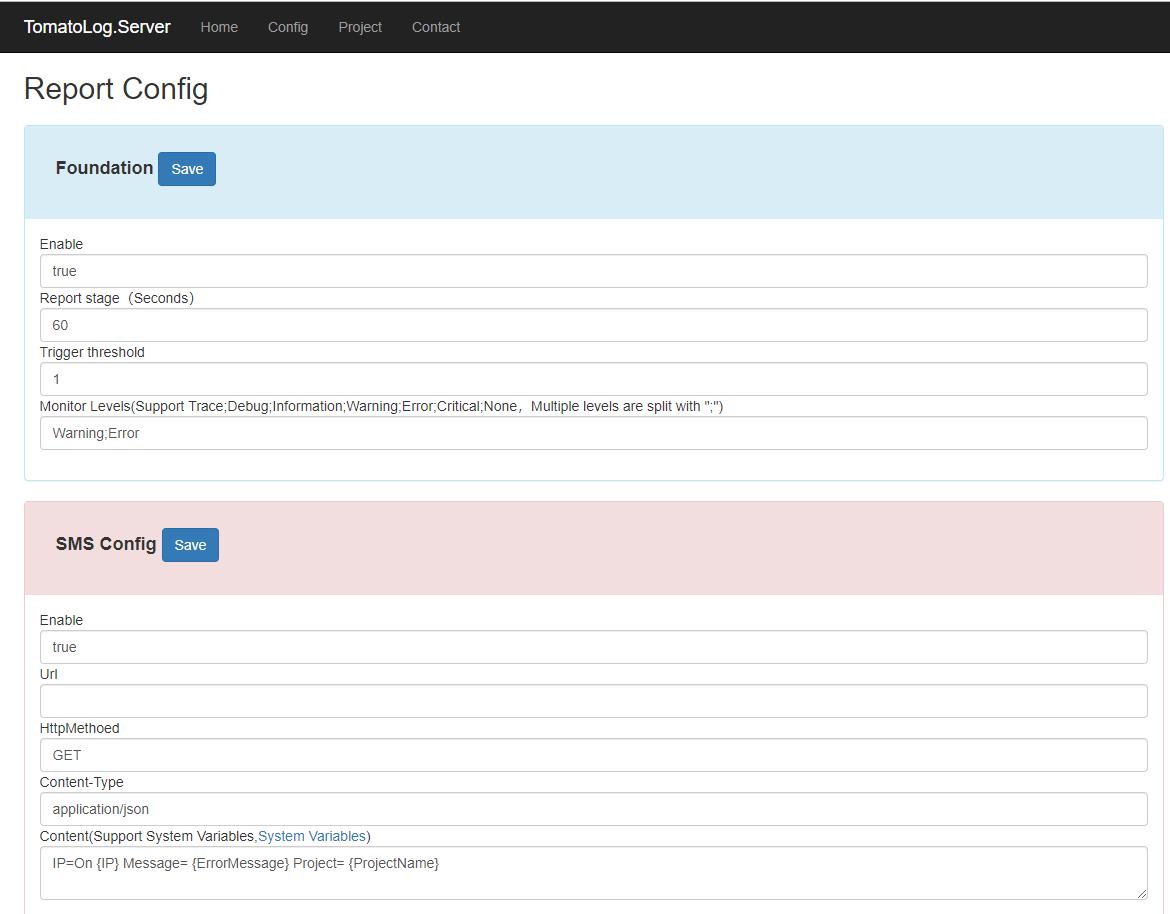 TomatoLog.Server Home Config Project Contact
Report Config
Foundation Save
Enable
true
Report stage（Seconds）
60
Trigger threshold
1
Monitor Levels(Support Trace;Debug;Information;Warning;Error;Critical;None，Multiple levels are split with ";")
Warning;Error
SMS Config Save
Enable
true
Url
HttpMethoed
GET
Content-Type
application/json
Content(Support System Variables,System Variables)
IP=On {IP} Message= {ErrorMessage} Project= {ProjectName}